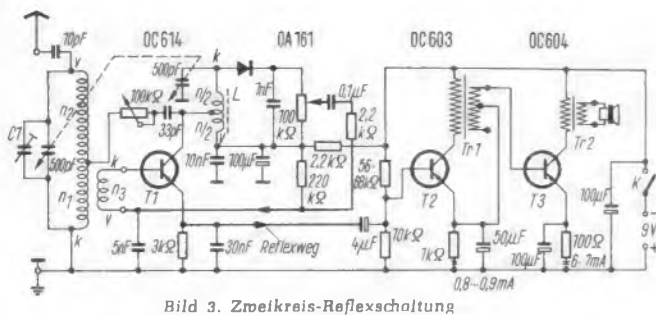 OC614 OA161 OC603 OC604
10pF
v
k
500pF
n/2
L
n/2
1nF
0,1µF
100kΩ
33pF
100 kΩ
2,2 kΩ
n2
C1
500pF
n1
n3
k
v
T1
10nF
100µF
2,2kΩ
220 kΩ
56-68kΩ
Tr1
Tr2
T2
T3
100µF
K
9V
5nF
3kΩ
30nF
Reflexweg
4µF
10kΩ
1kΩ
50µF
0,8-0,9mA
100µF
100Ω
6-7mA
k
Bild 3. Zweikreis-Reflexschaltung